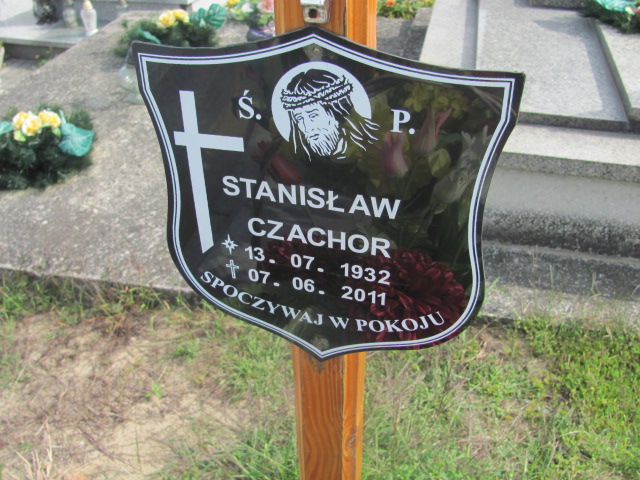 Ś. P.
STANISŁAW
CZACHOR
13. 07. 1932
07. 06. 2011
SPOCZYWAJ W POKOJU